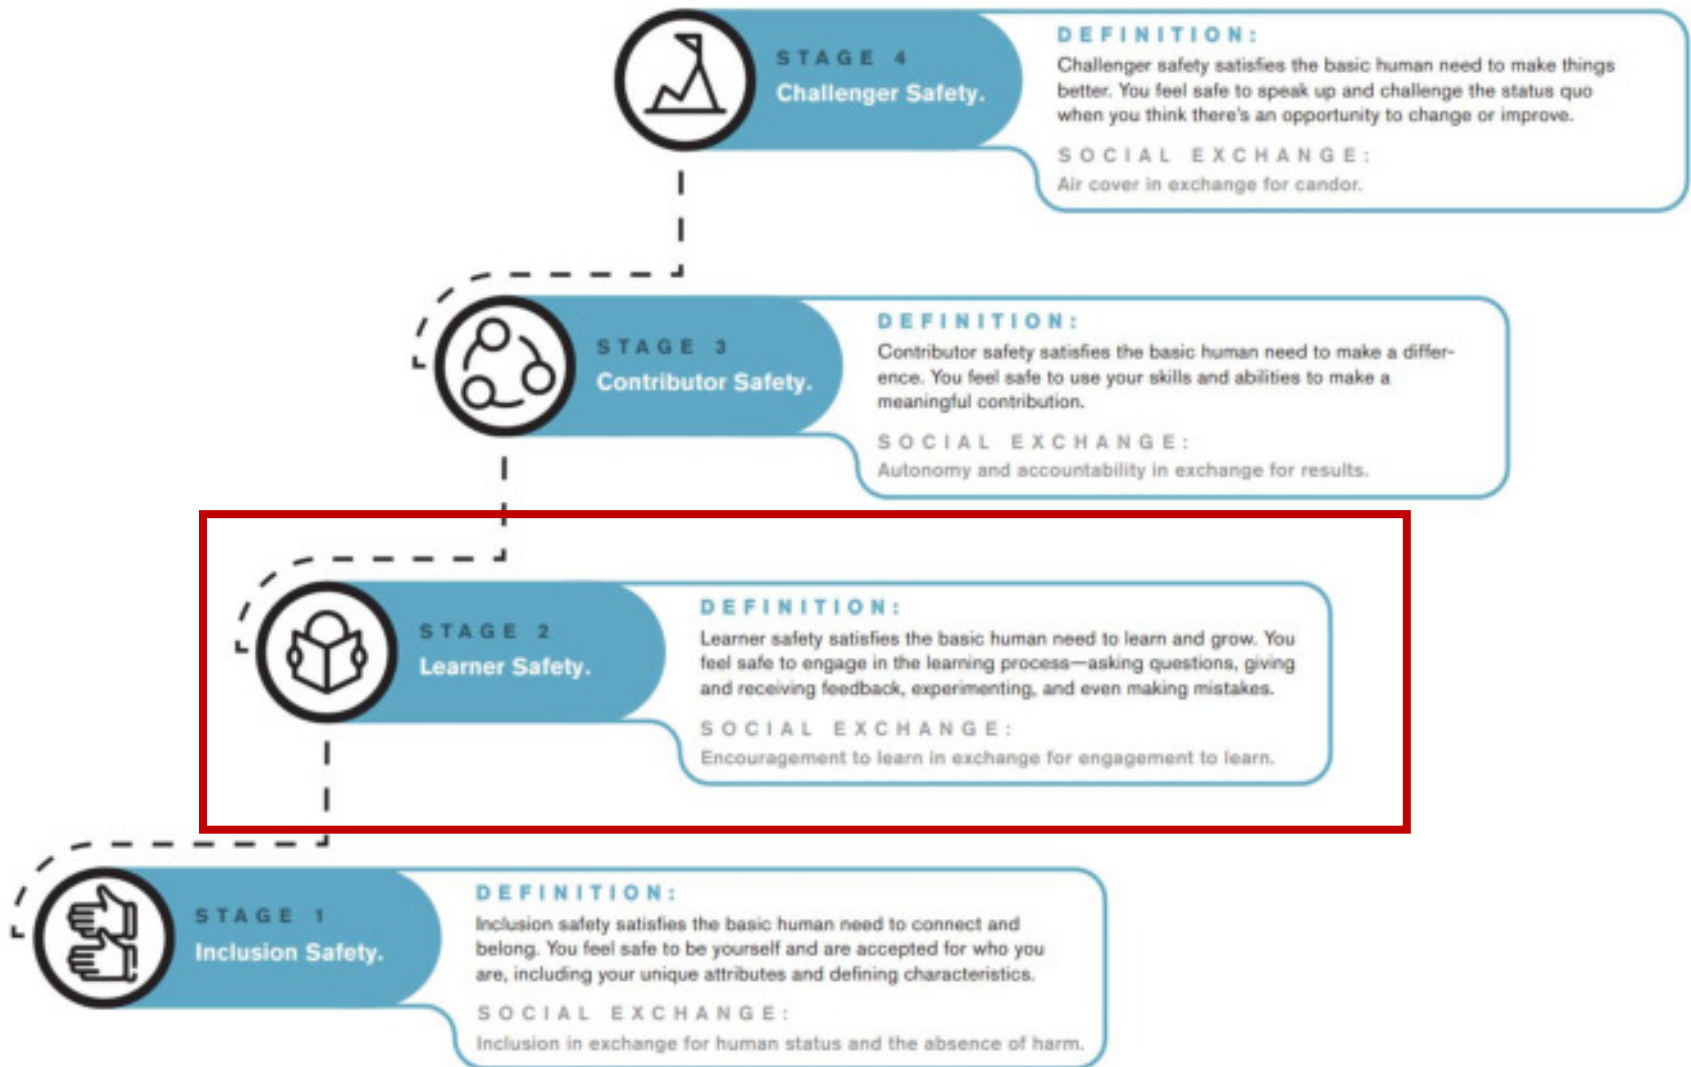 STAGE 4
Challenger Safety.
DEFINITION:
Challenger safety satisfies the basic human need to make things
better. You feel safe to speak up and challenge the status quo
when you think there's an opportunity to change or improve.
SOCIAL EXCHANGE:
Air cover in exchange for candor.
STAGE 3
Contributor Safety.
DEFINITION:
Contributor safety satisfies the basic human need to make a differ-
ence. You feel safe to use your skills and abilities to make a
meaningful contribution.
SOCIAL EXCHANGE:
Autonomy and accountability in exchange for results.
STAGE 2
Learner Safety.
DEFINITION:
Learner safety satisfies the basic human need to learn and grow. You
feel safe to engage in the learning process—asking questions, giving
and receiving feedback, experimenting, and even making mistakes.
SOCIAL EXCHANGE:
Encouragement to learn in exchange for engagement to learn.
STAGE 1
Inclusion Safety.
DEFINITION:
Inclusion safety satisfies the basic human need to connect and
belong. You feel safe to be yourself and are accepted for who you
are, including your unique attributes and defining characteristics.
SOCIAL EXCHANGE:
Inclusion in exchange for human status and the absence of harm.